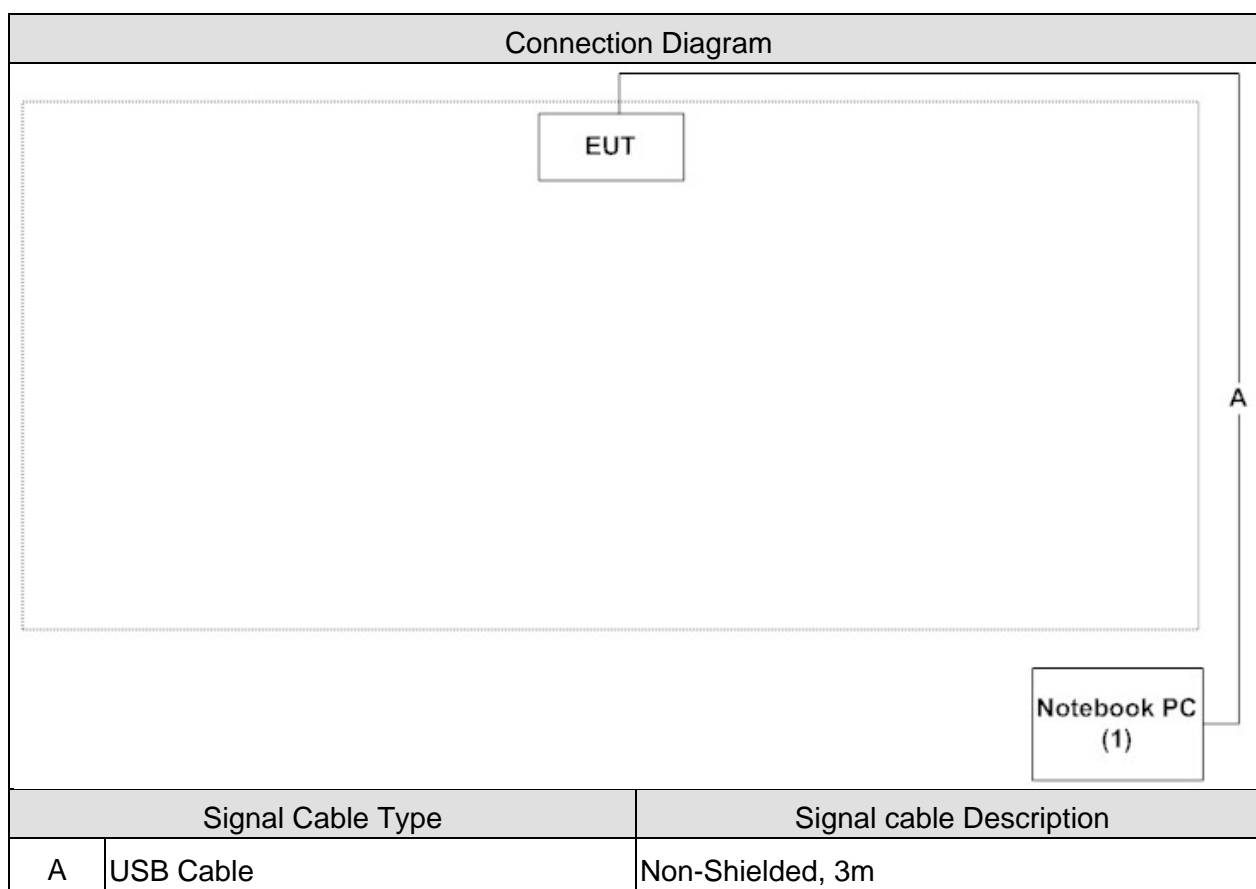 Connection Diagram
EUT
A
Notebook PC
(1)
Signal Cable Type Signal cable Description
A USB Cable Non-Shielded, 3m